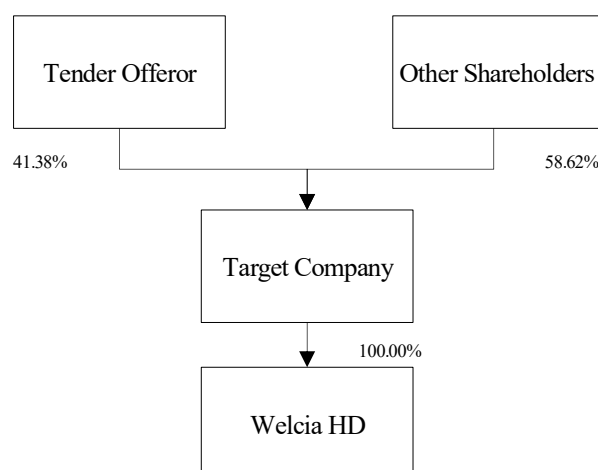 Tender Offeror
Other Shareholders
41.38%
58.62%
Target Company
100.00%
Welcia HD